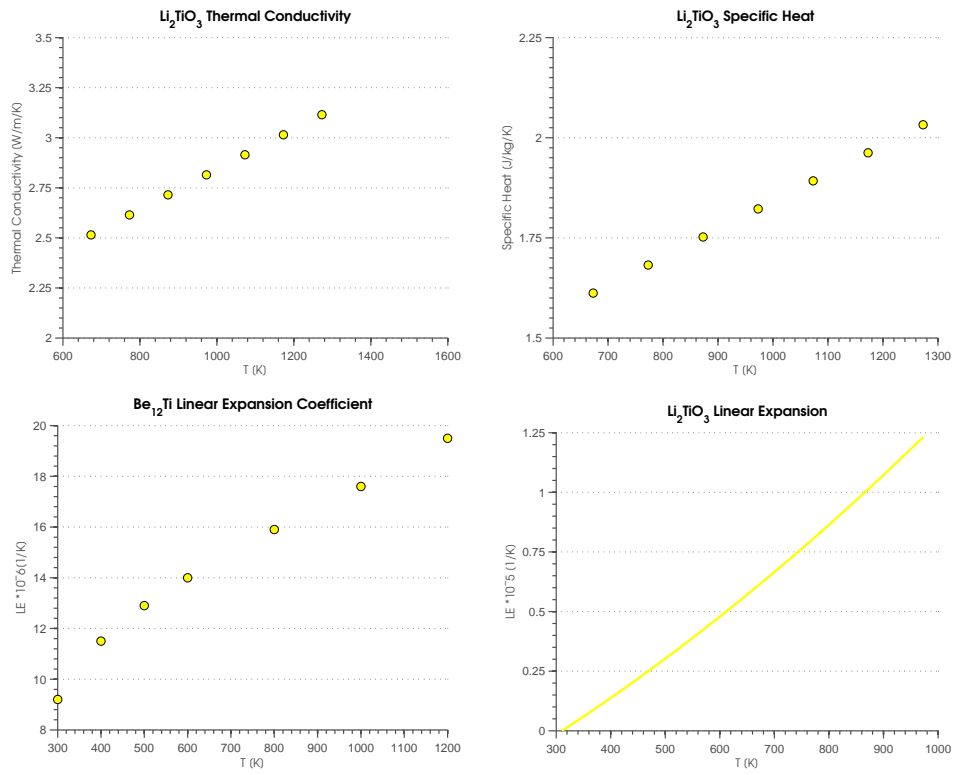 Li2TiO3 Thermal Conductivity
3.5
3.25
3
2.75
2.5
2.25
2
Thermal Conductivity (W/m/K)
600 800 1000 1200 1400 1600
T (K)
Li2TiO3 Specific Heat
2.25
2
1.75
1.5
Specific Heat (J/kg/K)
600 700 800 900 1000 1100 1200 1300
T (K)
Be12Ti Linear Expansion Coefficient
20
18
16
14
12
10
8
LE *10^-6(1/K)
300 400 500 600 700 800 900 1000 1100 1200
T (K)
Li2TiO3 Linear Expansion
1.25
1
0.75
0.5
0.25
0
LE *10^-5 (1/K)
300 400 500 600 700 800 900 1000
T (K)